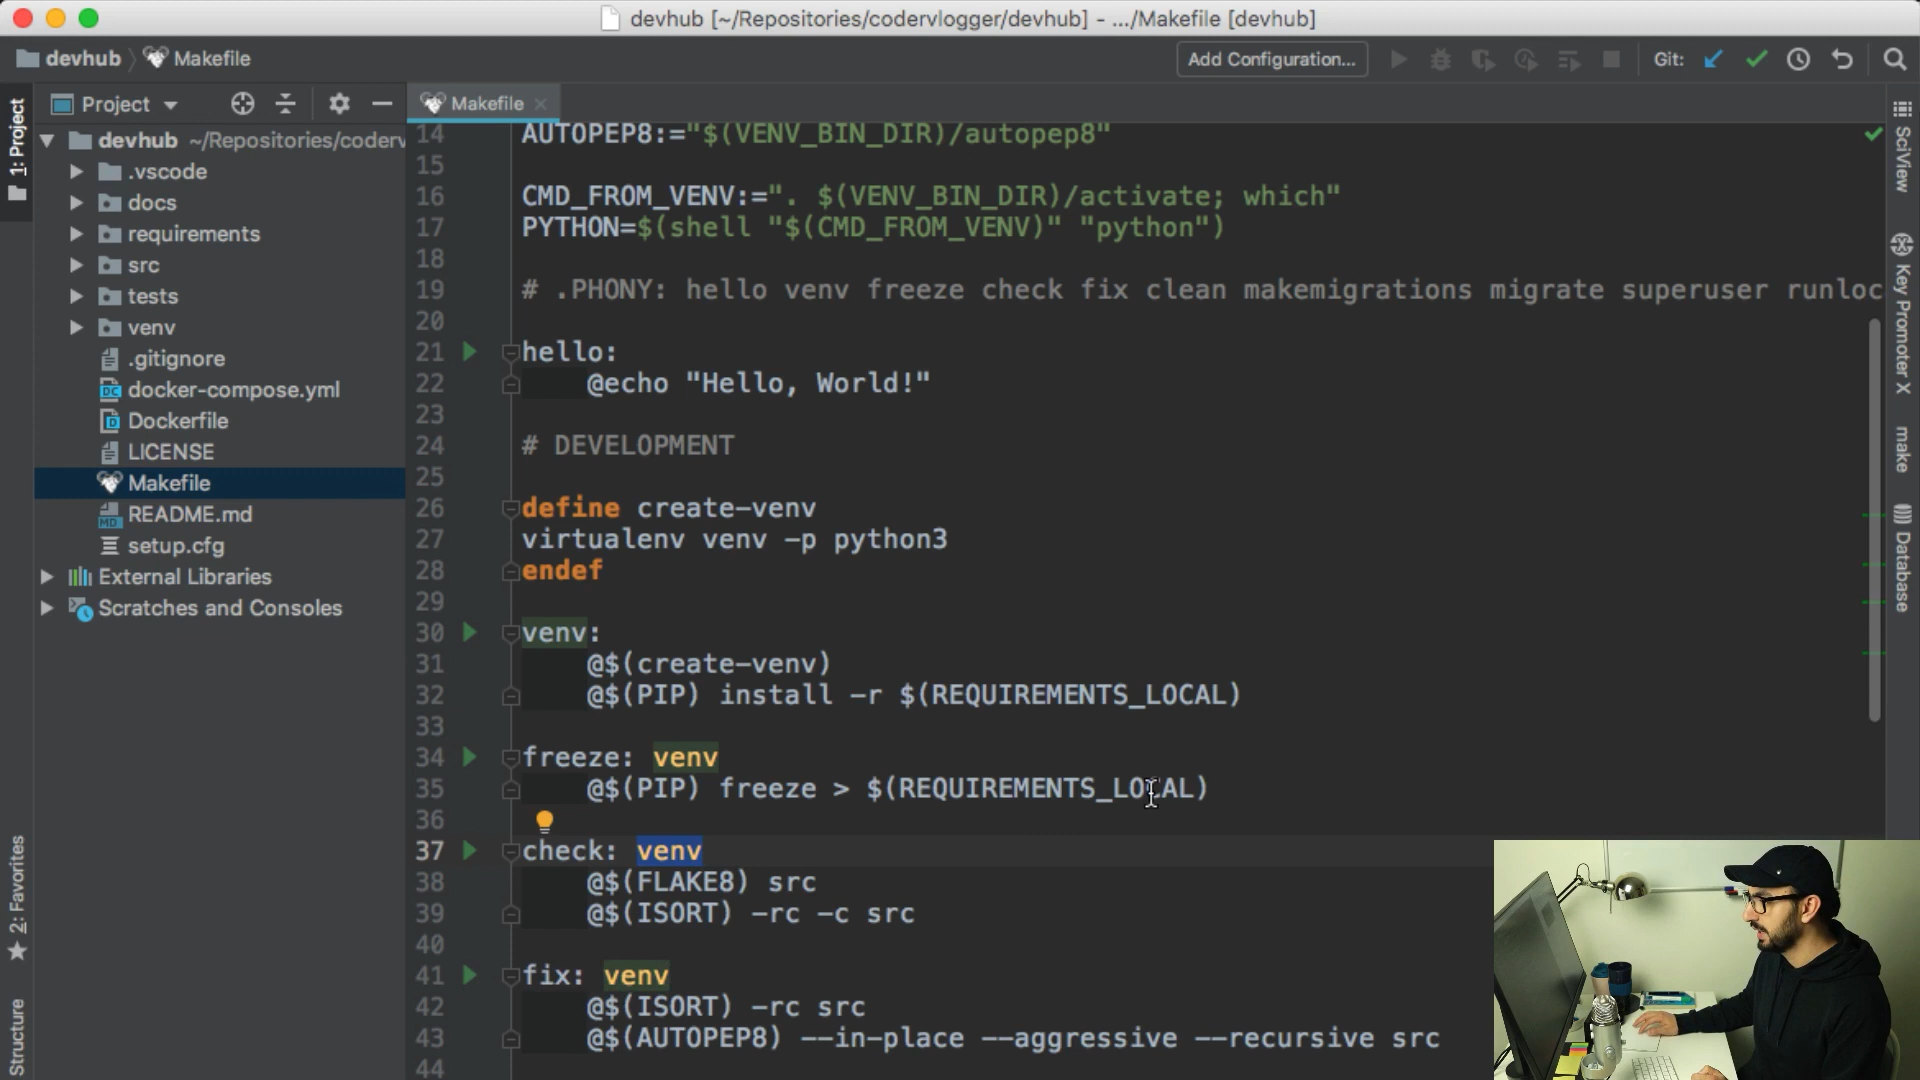 devhub [~/Repositories/codervlogger/devhub] - .../Makefile [devhub]
devhub
Makefile
Add Configuration...
Git:
1: Project
Project
Makefile
devhub ~/Repositories/coderv
.vscode
docs
requirements
src
tests
venv
.gitignore
docker-compose.yml
Dockerfile
LICENSE
Makefile
README.md
setup.cfg
External Libraries
Scratches and Consoles
2: Favorites
Structure
14 AUTOPEP8:="$(VENV_BIN_DIR)/autopep8"
15
16 CMD_FROM_VENV:=". $(VENV_BIN_DIR)/activate; which"
17 PYTHON=$(shell "$(CMD_FROM_VENV)" "python")
18
19 # .PHONY: hello venv freeze check fix clean makemigrations migrate superuser runloc
20
21 hello:
22 @echo "Hello, World!"
23
24 # DEVELOPMENT
25
26 define create-venv
27 virtualenv venv -p python3
28 endef
29
30 venv:
31 @$(create-venv)
32 @$(PIP) install -r $(REQUIREMENTS_LOCAL)
33
34 freeze: venv
35 @$(PIP) freeze > $(REQUIREMENTS_LOCAL)
36
37 check: venv
38 @$(FLAKE8) src
39 @$(ISORT) -rc -c src
40
41 fix: venv
42 @$(ISORT) -rc src
43 @$(AUTOPEP8) --in-place --aggressive --recursive src
44
SciView
Key Promoter X
make
Database